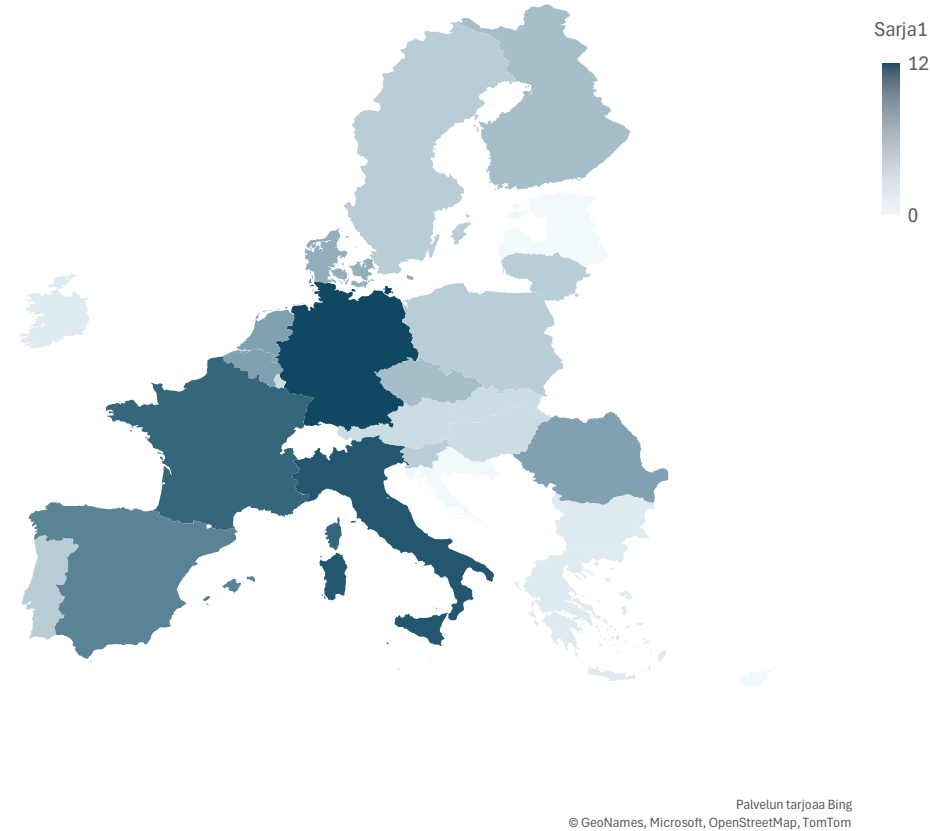 Sarja1
12
0
Palvelun tarjoaa Bing
© GeoNames, Microsoft, OpenStreetMap, TomTom